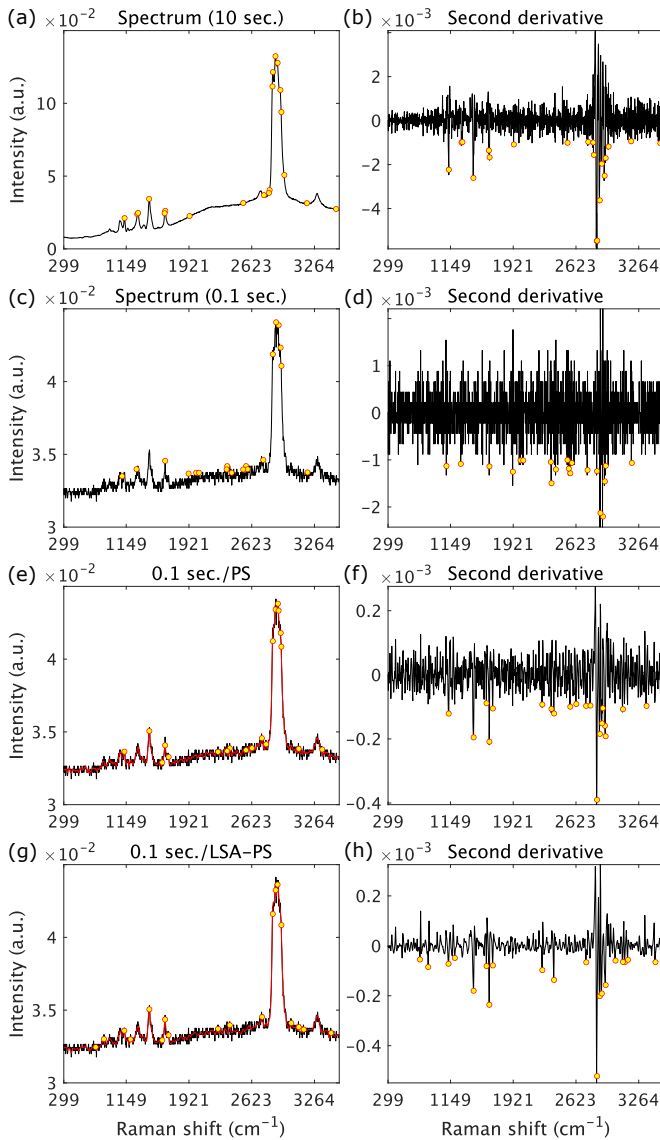 (a) ×10⁻² Spectrum (10 sec.)
Intensity (a.u.)
10
5
0
299 1149 1921 2623 3264
(b) ×10⁻³ Second derivative
2
0
−2
−4
299 1149 1921 2623 3264
(c) ×10⁻² Spectrum (0.1 sec.)
Intensity (a.u.)
4
3.5
3
299 1149 1921 2623 3264
(d) ×10⁻³ Second derivative
1
0
−1
−2
299 1149 1921 2623 3264
(e) ×10⁻² 0.1 sec./PS
Intensity (a.u.)
4
3.5
3
299 1149 1921 2623 3264
(f) ×10⁻³ Second derivative
0.2
0
−0.2
−0.4
299 1149 1921 2623 3264
(g) ×10⁻² 0.1 sec./LSA−PS
Intensity (a.u.)
4
3.5
3
299 1149 1921 2623 3264
Raman shift (cm⁻¹)
(h) ×10⁻³ Second derivative
0.2
0
−0.2
−0.4
299 1149 1921 2623 3264
Raman shift (cm⁻¹)